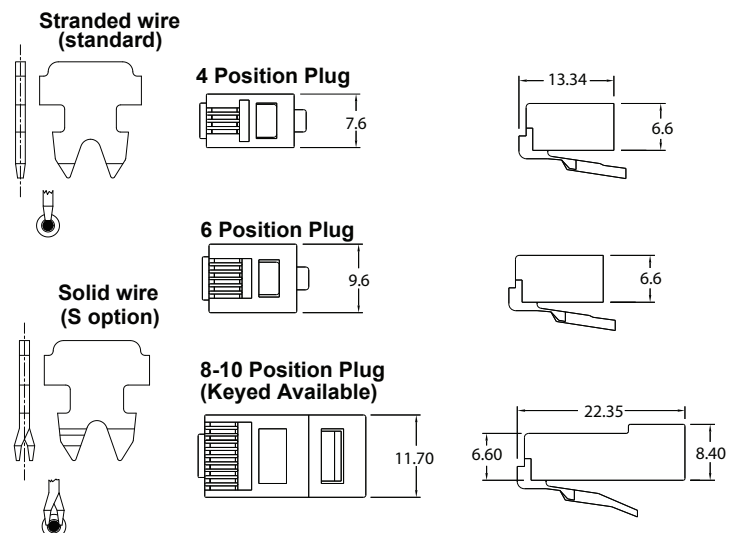 Stranded wire
(standard)
4 Position Plug
7.6
13.34
6.6
6 Position Plug
9.6
6.6
Solid wire
(S option)
8-10 Position Plug
(Keyed Available)
11.70
22.35
6.60
8.40